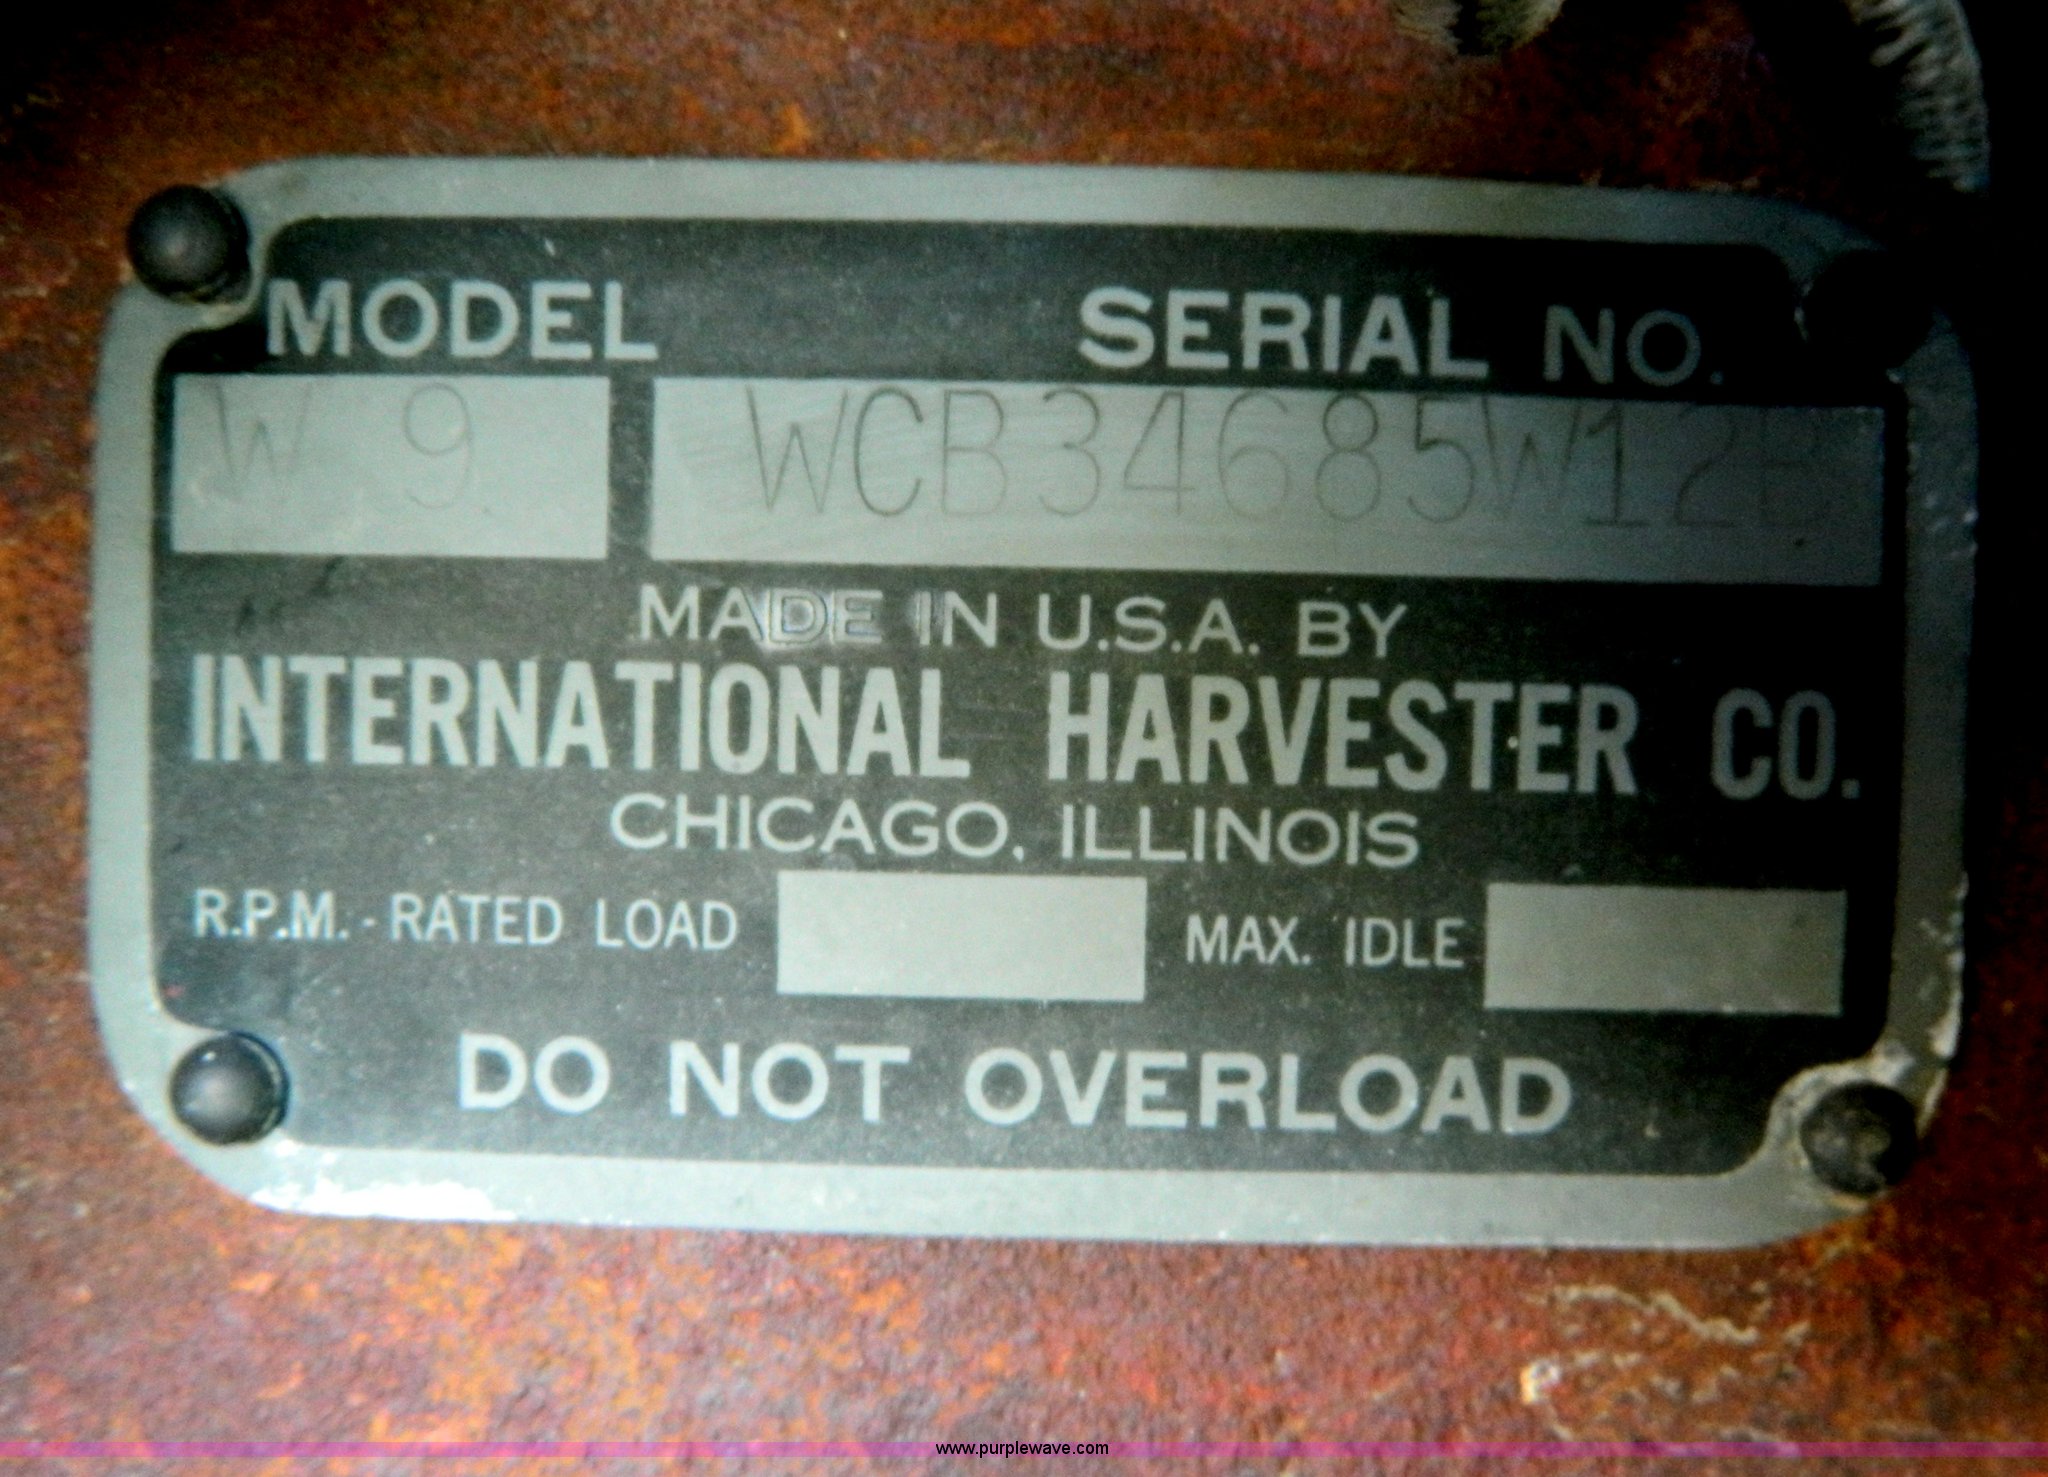 MODEL SERIAL NO.
W 9 WCB34685W12R
MADE IN U.S.A. BY
INTERNATIONAL HARVESTER CO.
CHICAGO, ILLINOIS
R.P.M. - RATED LOAD MAX. IDLE
DO NOT OVERLOAD
www.purplewave.com